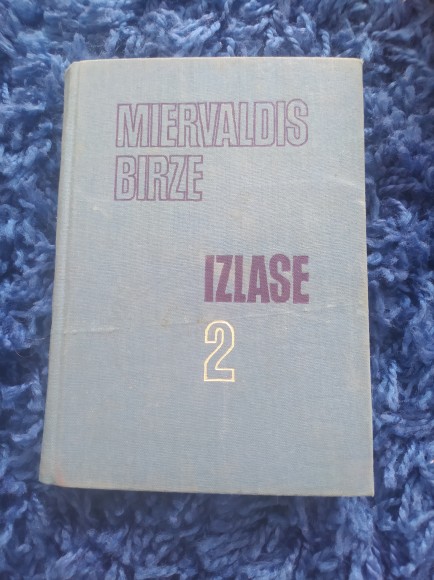 MIERVALDIS
BIRZE
IZLASE
2